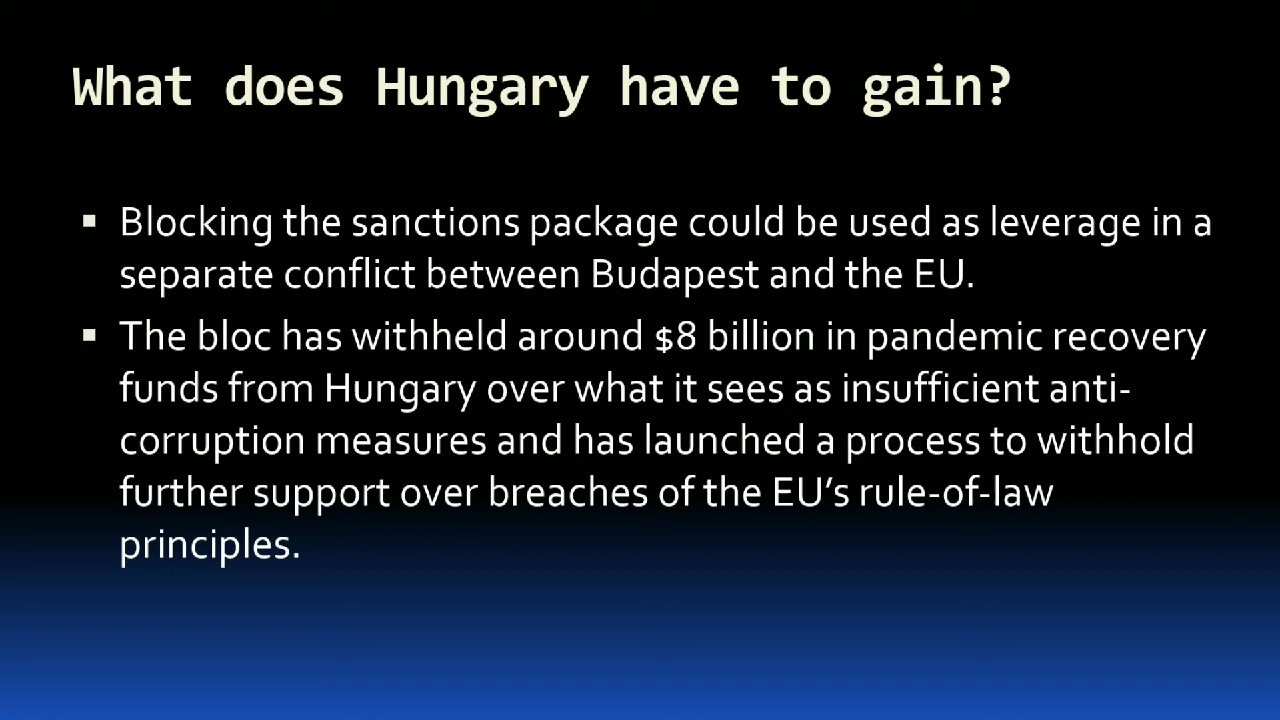 What does Hungary have to gain?
▪ Blocking the sanctions package could be used as leverage in a
separate conflict between Budapest and the EU.
▪ The bloc has withheld around $8 billion in pandemic recovery
funds from Hungary over what it sees as insufficient anti-
corruption measures and has launched a process to withhold
further support over breaches of the EU’s rule-of-law
principles.